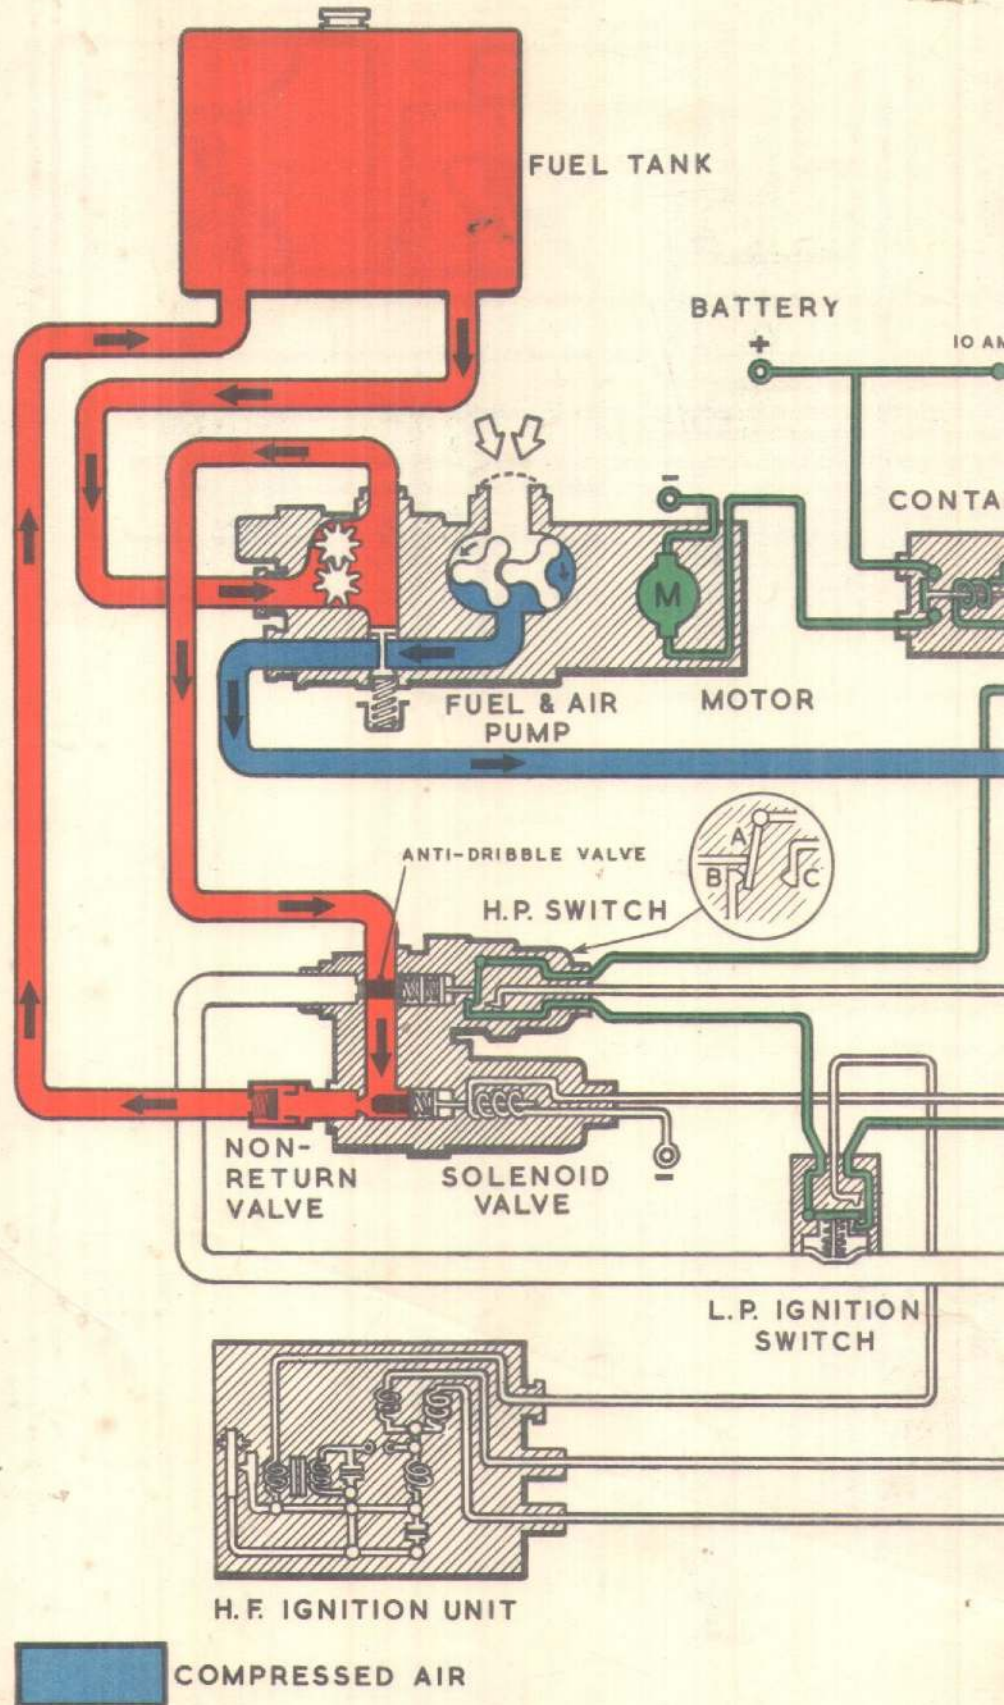 FUEL TANK
BATTERY
+
10 AM
-
CONTA
M
FUEL & AIR
PUMP
MOTOR
ANTI-DRIBBLE VALVE
A
B
C
H.P. SWITCH
NON-
RETURN
VALVE
SOLENOID
VALVE
-
L.P. IGNITION
SWITCH
H.F. IGNITION UNIT
COMPRESSED AIR